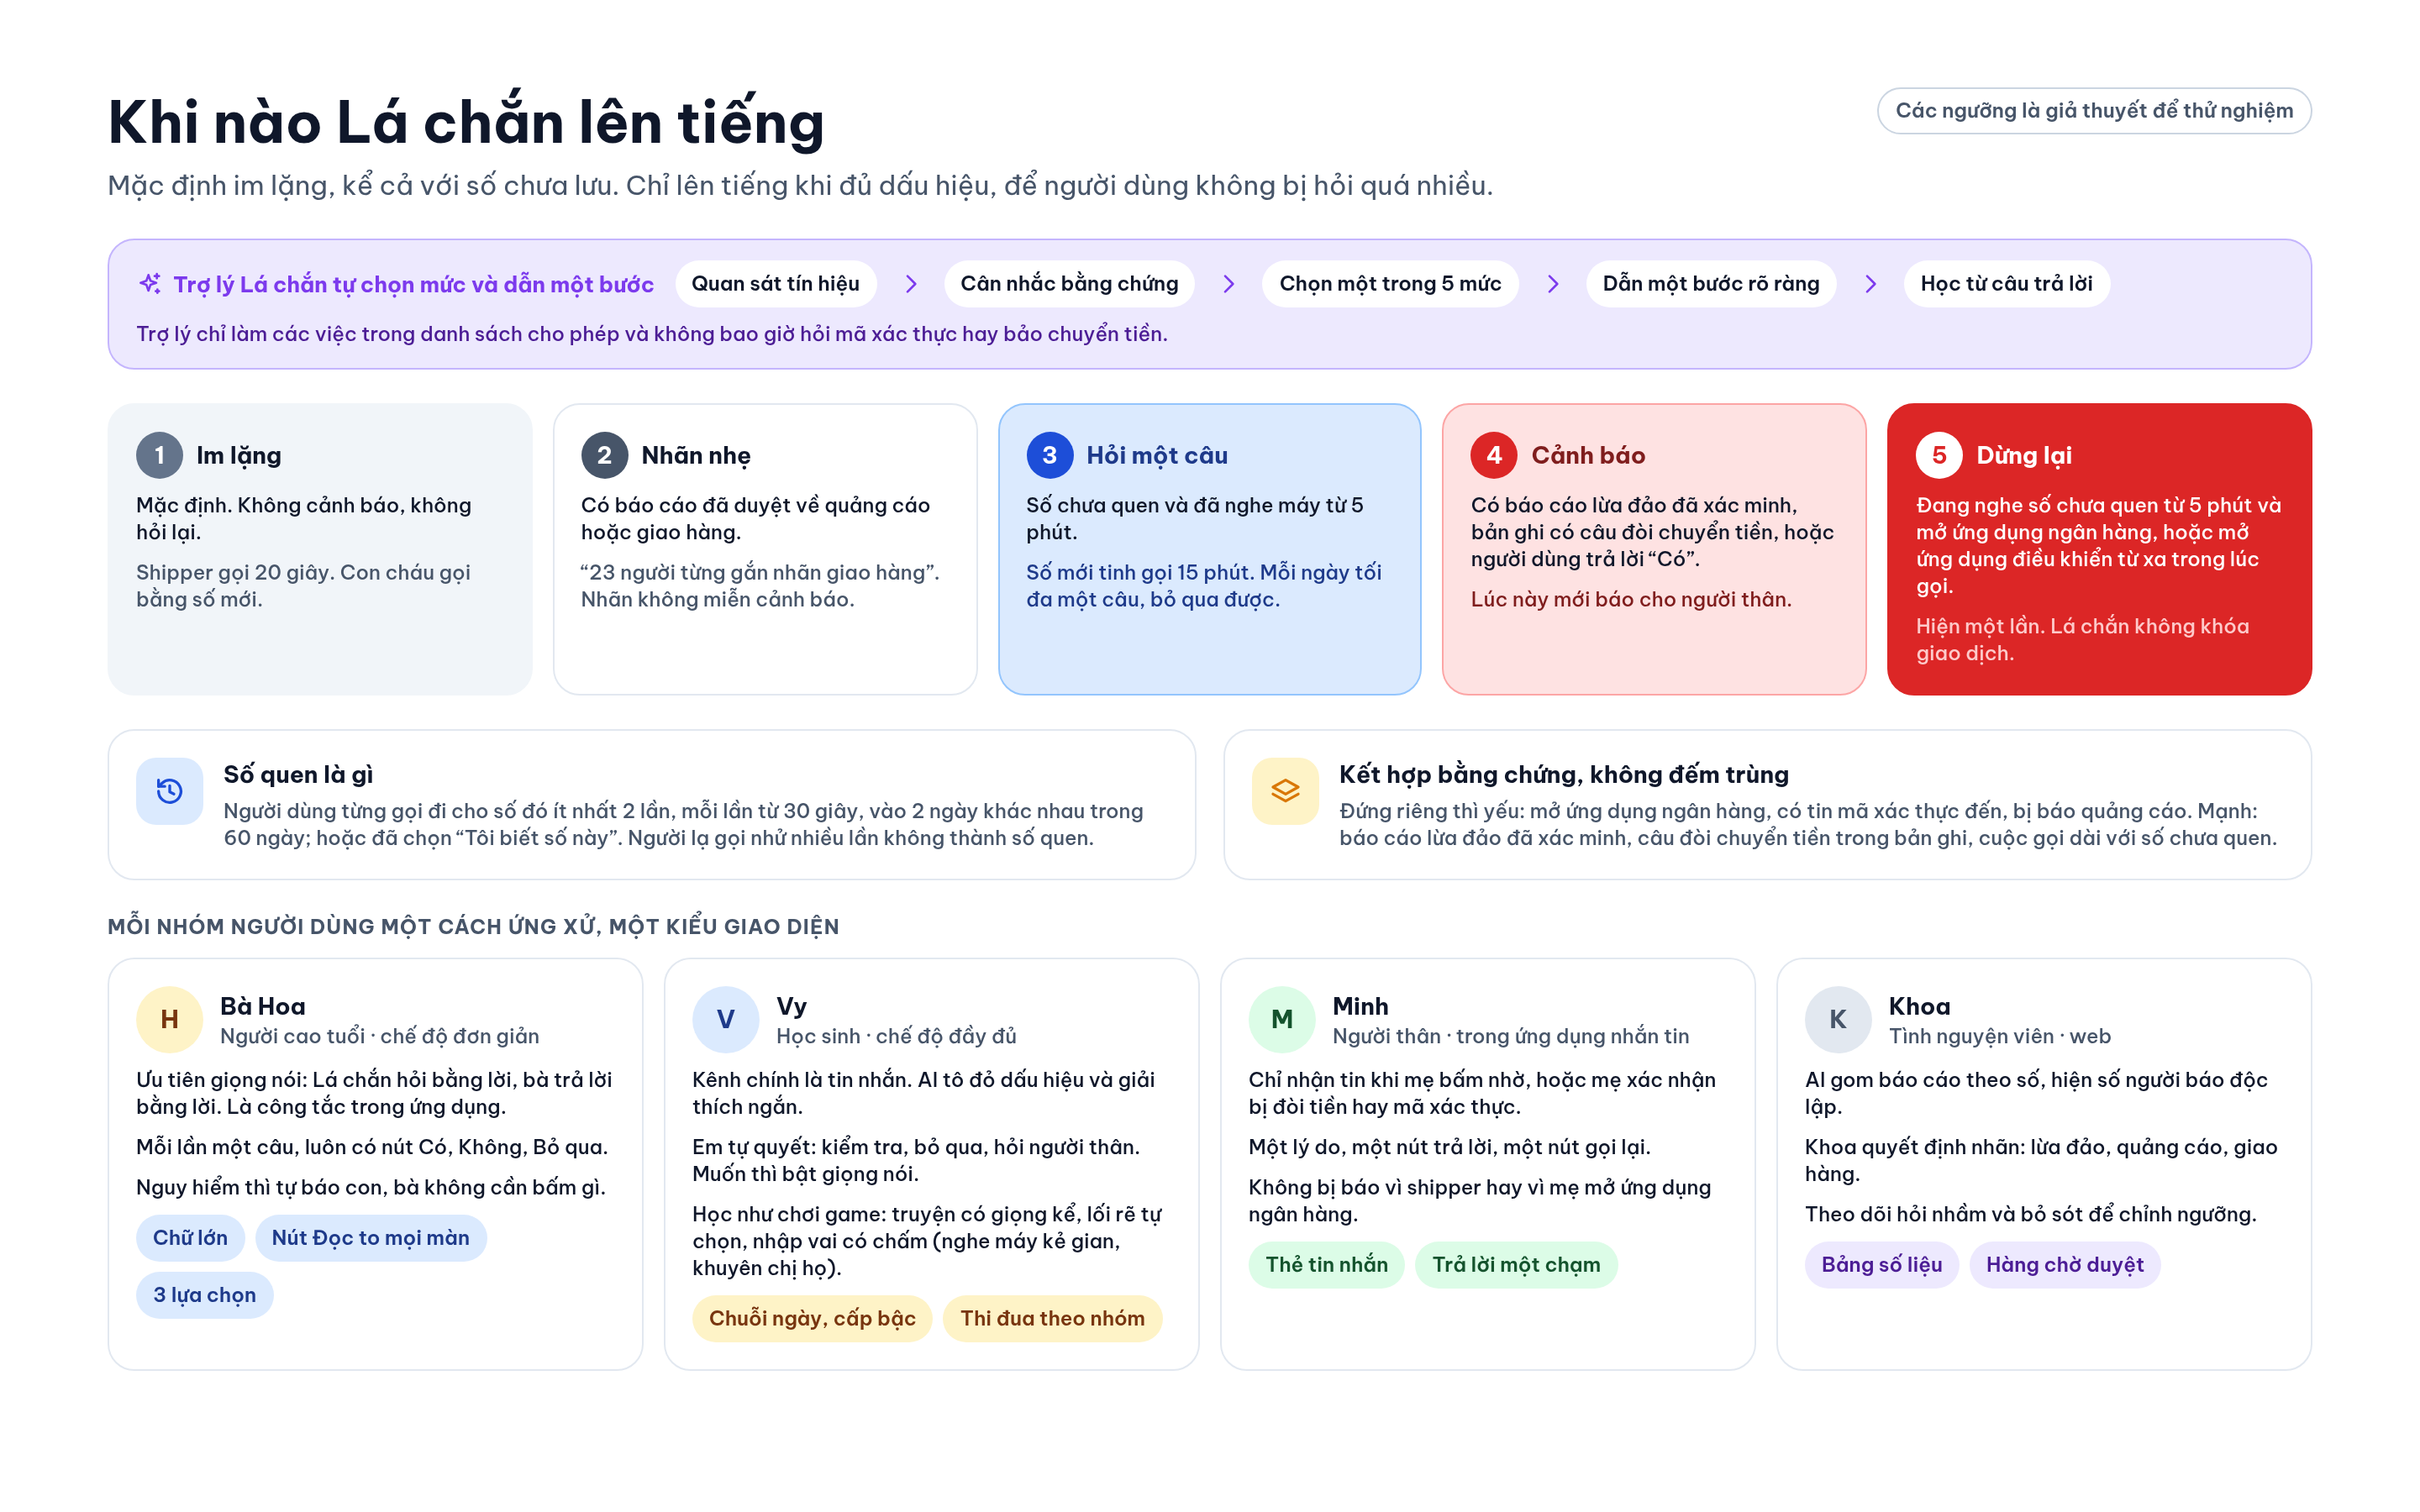 Khi nào Lá chắn lên tiếng
Các ngưỡng là giả thuyết để thử nghiệm
Mặc định im lặng, kể cả với số chưa lưu. Chỉ lên tiếng khi đủ dấu hiệu, để người dùng không bị hỏi quá nhiều.
Trợ lý Lá chắn tự chọn mức và dẫn một bước
Quan sát tín hiệu
Cân nhắc bằng chứng
Chọn một trong 5 mức
Dẫn một bước rõ ràng
Học từ câu trả lời
Trợ lý chỉ làm các việc trong danh sách cho phép và không bao giờ hỏi mã xác thực hay bảo chuyển tiền.
1 Im lặng
Mặc định. Không cảnh báo, không
hỏi lại.
Shipper gọi 20 giây. Con cháu gọi
bằng số mới.
2 Nhãn nhẹ
Có báo cáo đã duyệt về quảng cáo
hoặc giao hàng.
“23 người từng gắn nhãn giao hàng”.
Nhãn không miễn cảnh báo.
3 Hỏi một câu
Số chưa quen và đã nghe máy từ 5
phút.
Số mới tinh gọi 15 phút. Mỗi ngày tối
đa một câu, bỏ qua được.
4 Cảnh báo
Có báo cáo lừa đảo đã xác minh,
bản ghi có câu đòi chuyển tiền, hoặc
người dùng trả lời “Có”.
Lúc này mới báo cho người thân.
5 Dừng lại
Đang nghe số chưa quen từ 5 phút và
mở ứng dụng ngân hàng, hoặc mở
ứng dụng điều khiển từ xa trong lúc
gọi.
Hiện một lần. Lá chắn không khóa
giao dịch.
Số quen là gì
Người dùng từng gọi đi cho số đó ít nhất 2 lần, mỗi lần từ 30 giây, vào 2 ngày khác nhau trong
60 ngày; hoặc đã chọn “Tôi biết số này”. Người lạ gọi nhử nhiều lần không thành số quen.
Kết hợp bằng chứng, không đếm trùng
Đứng riêng thì yếu: mở ứng dụng ngân hàng, có tin mã xác thực đến, bị báo quảng cáo. Mạnh:
báo cáo lừa đảo đã xác minh, câu đòi chuyển tiền trong bản ghi, cuộc gọi dài với số chưa quen.
MỖI NHÓM NGƯỜI DÙNG MỘT CÁCH ỨNG XỬ, MỘT KIỂU GIAO DIỆN
H
Bà Hoa
Người cao tuổi · chế độ đơn giản
Ưu tiên giọng nói: Lá chắn hỏi bằng lời, bà trả lời
bằng lời. Là công tắc trong ứng dụng.
Mỗi lần một câu, luôn có nút Có, Không, Bỏ qua.
Nguy hiểm thì tự báo con, bà không cần bấm gì.
Chữ lớn
Nút Đọc to mọi màn
3 lựa chọn
V
Vy
Học sinh · chế độ đầy đủ
Kênh chính là tin nhắn. AI tô đỏ dấu hiệu và giải
thích ngắn.
Em tự quyết: kiểm tra, bỏ qua, hỏi người thân.
Muốn thì bật giọng nói.
Học như chơi game: truyện có giọng kể, lối rẽ tự
chọn, nhập vai có chấm (nghe máy kẻ gian,
khuyên chị họ).
Chuỗi ngày, cấp bậc
Thi đua theo nhóm
M
Minh
Người thân · trong ứng dụng nhắn tin
Chỉ nhận tin khi mẹ bấm nhờ, hoặc mẹ xác nhận
bị đòi tiền hay mã xác thực.
Một lý do, một nút trả lời, một nút gọi lại.
Không bị báo vì shipper hay vì mẹ mở ứng dụng
ngân hàng.
Thẻ tin nhắn
Trả lời một chạm
K
Khoa
Tình nguyện viên · web
AI gom báo cáo theo số, hiện số người báo độc
lập.
Khoa quyết định nhãn: lừa đảo, quảng cáo, giao
hàng.
Theo dõi hỏi nhầm và bỏ sót để chỉnh ngưỡng.
Bảng số liệu
Hàng chờ duyệt